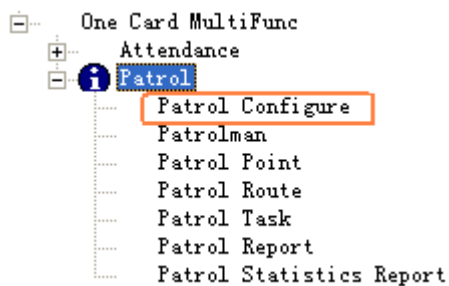 One Card MultiFunc
Attendance
Patrol
Patrol Configure
Patrolman
Patrol Point
Patrol Route
Patrol Task
Patrol Report
Patrol Statistics Report